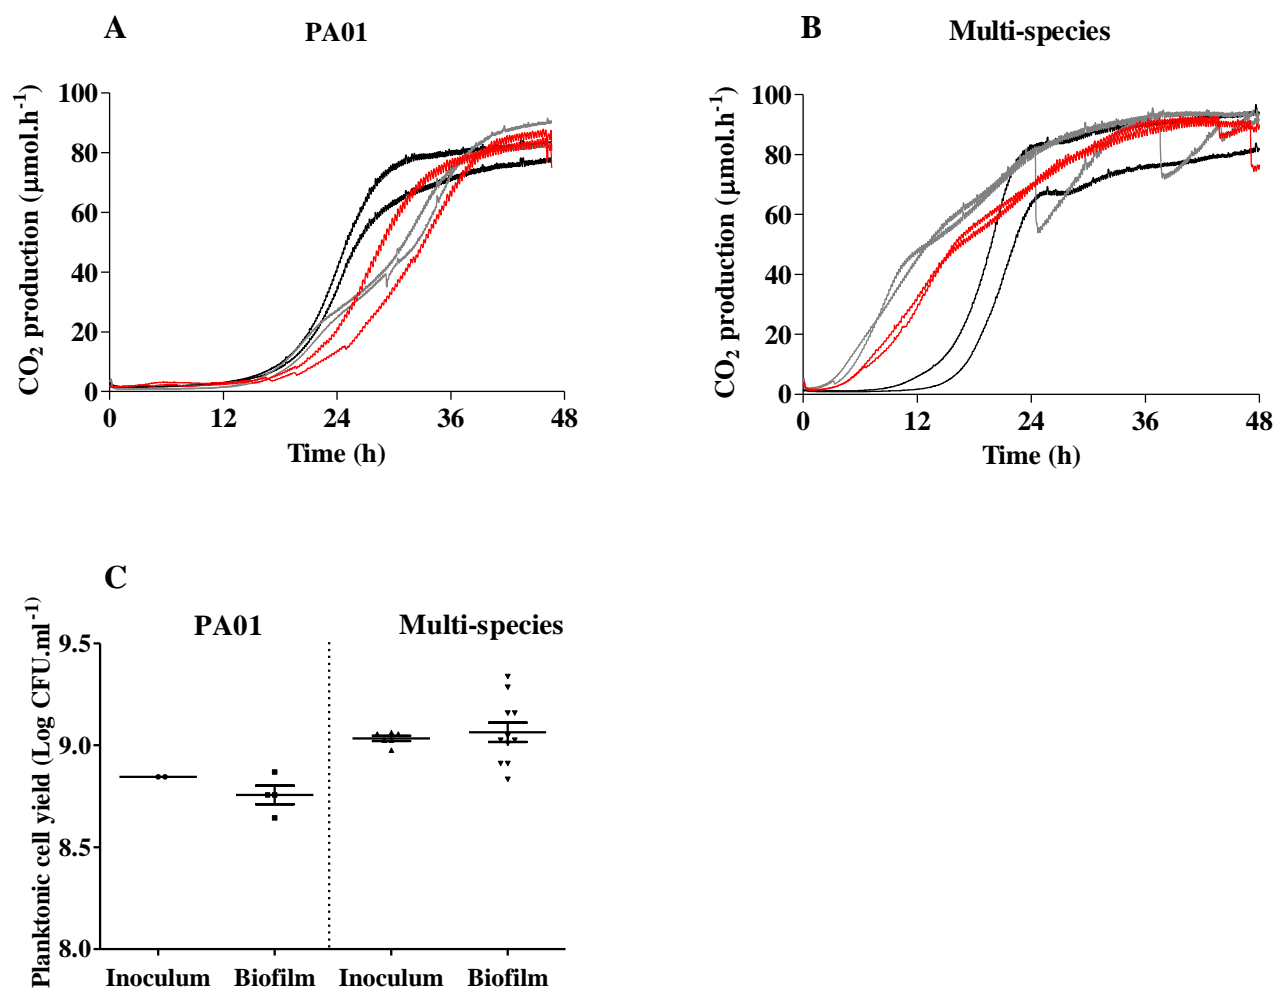 A
PA01
CO2 production (µmol.h-1)
100
80
60
40
20
0
0 12 24 36 48
Time (h)
B
Multi-species
CO2 production (µmol.h-1)
100
80
60
40
20
0
0 12 24 36 48
Time (h)
C
PA01 Multi-species
Planktonic cell yield (Log CFU.ml-1)
9.5
9.0
8.5
8.0
Inoculum Biofilm Inoculum Biofilm